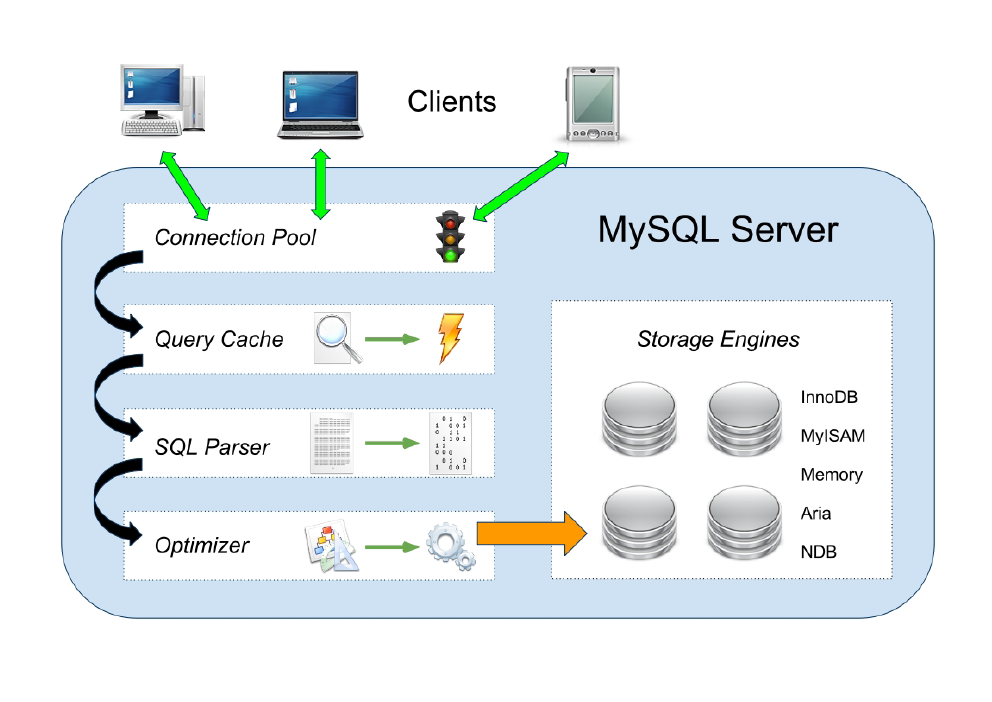 Clients
MySQL Server
Connection Pool
Query Cache
SQL Parser
Optimizer
Storage Engines
InnoDB
MyISAM
Memory
Aria
NDB